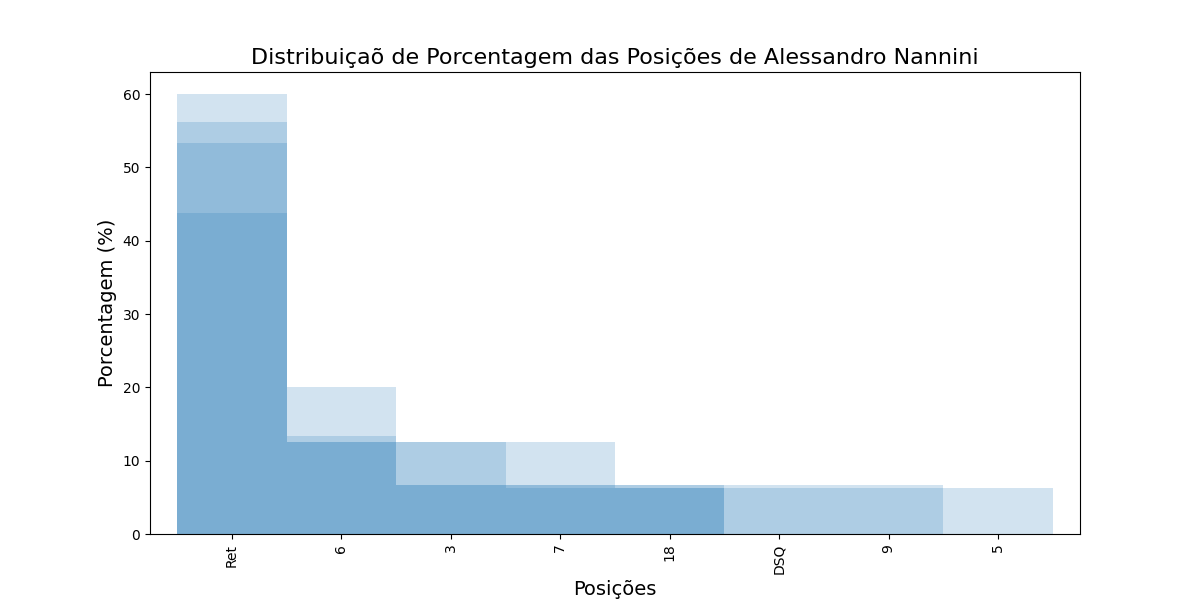 Distribuiçaõ de Porcentagem das Posições de Alessandro Nannini
Porcentagem (%)
60
50
40
30
20
10
0
Ret
6
3
7
18
DSQ
9
5
Posições